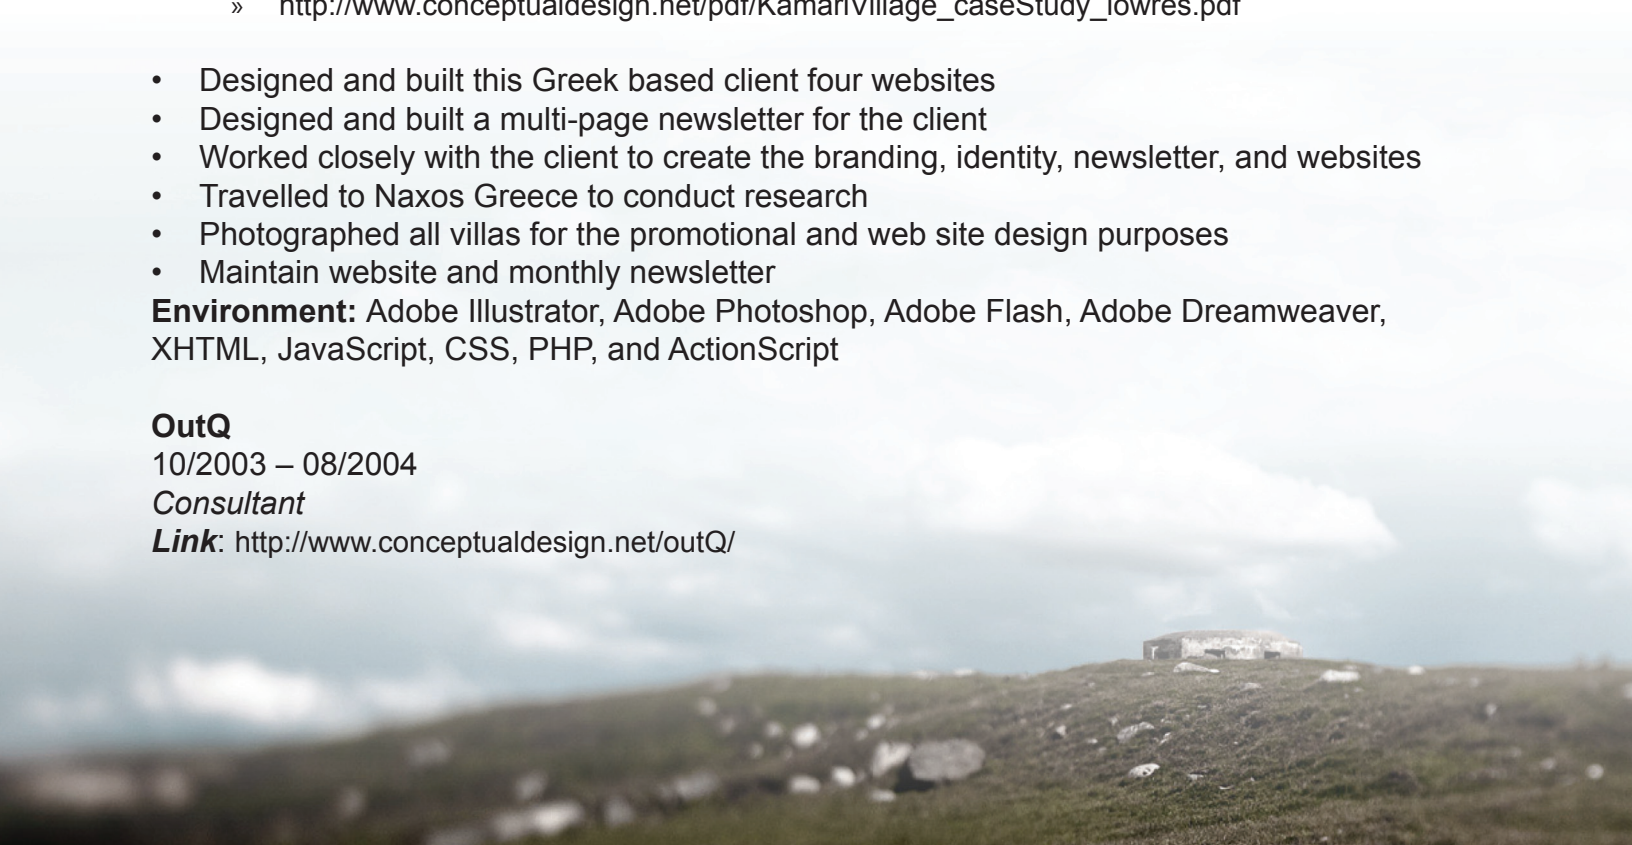 » http://www.conceptualdesign.net/pdf/KamariVillage_caseStudy_lowres.pdf
• Designed and built this Greek based client four websites
• Designed and built a multi-page newsletter for the client
• Worked closely with the client to create the branding, identity, newsletter, and websites
• Travelled to Naxos Greece to conduct research
• Photographed all villas for the promotional and web site design purposes
• Maintain website and monthly newsletter
Environment: Adobe Illustrator, Adobe Photoshop, Adobe Flash, Adobe Dreamweaver,
XHTML, JavaScript, CSS, PHP, and ActionScript
OutQ
10/2003 – 08/2004
Consultant
Link: http://www.conceptualdesign.net/outQ/